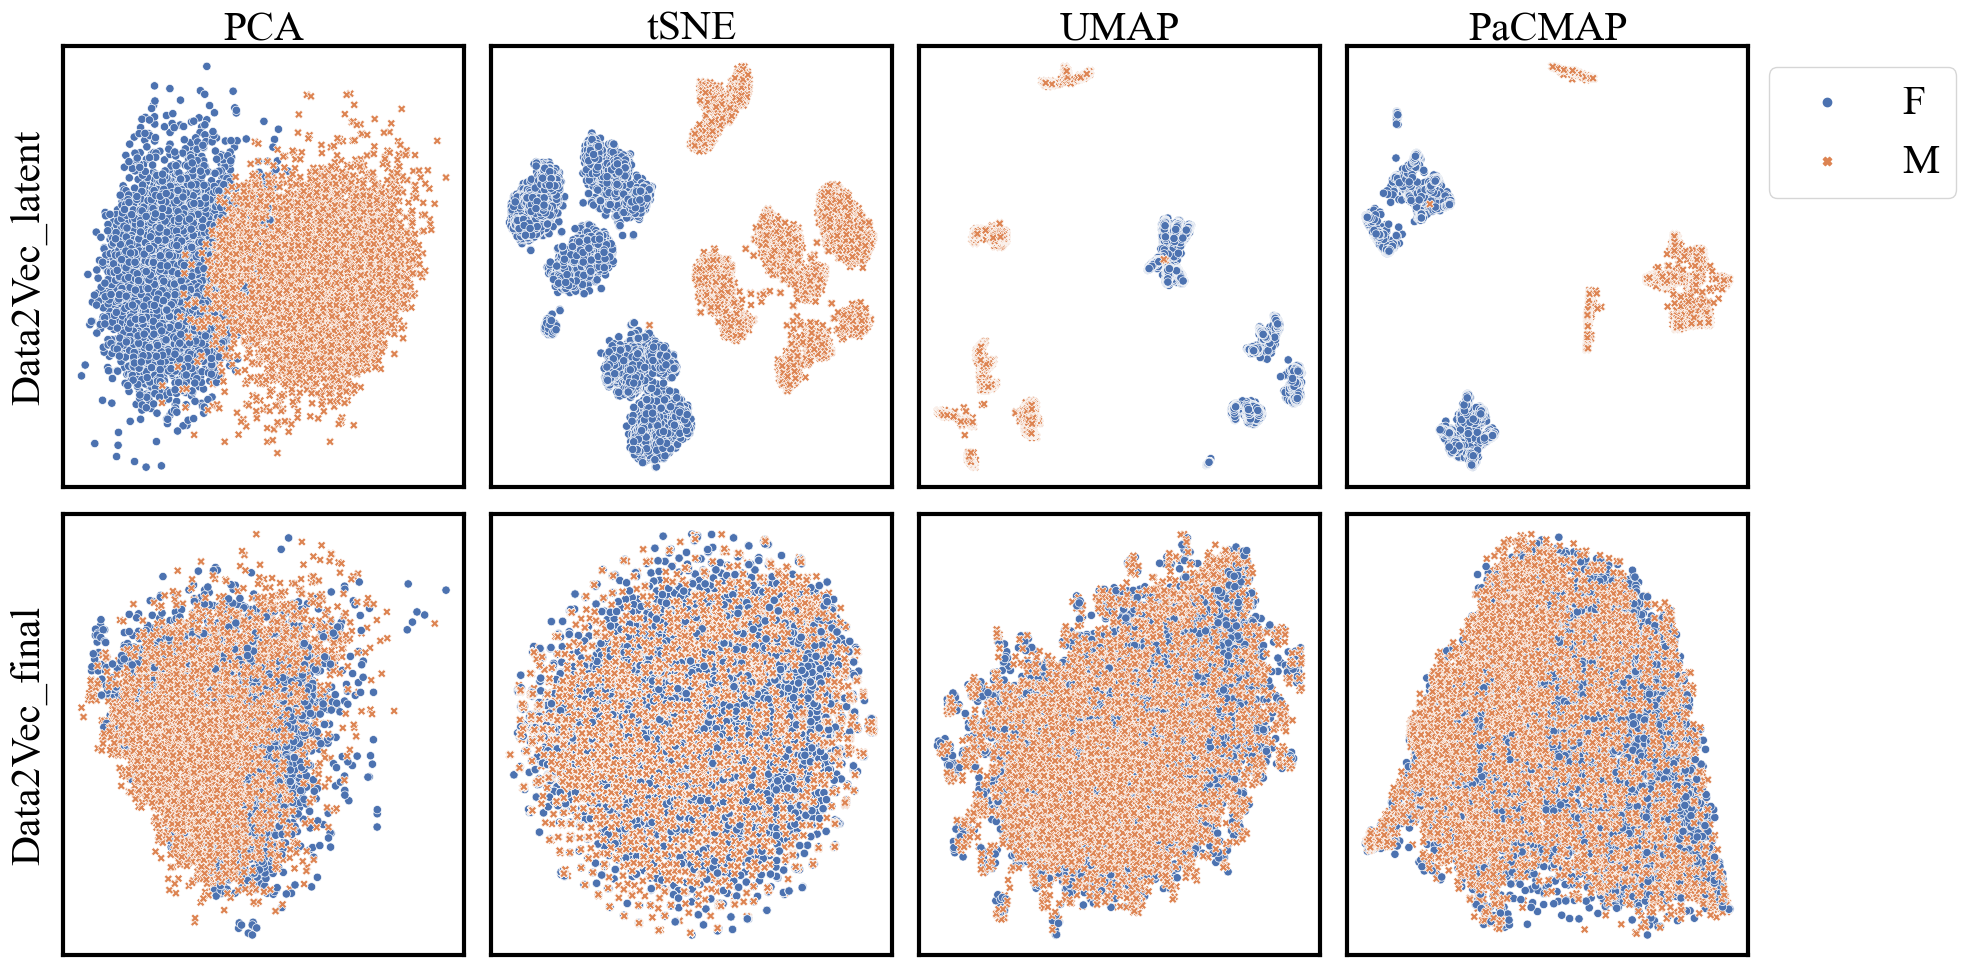 PCA
tSNE
UMAP
PaCMAP
F
M
Data2Vec_latent
Data2Vec_final